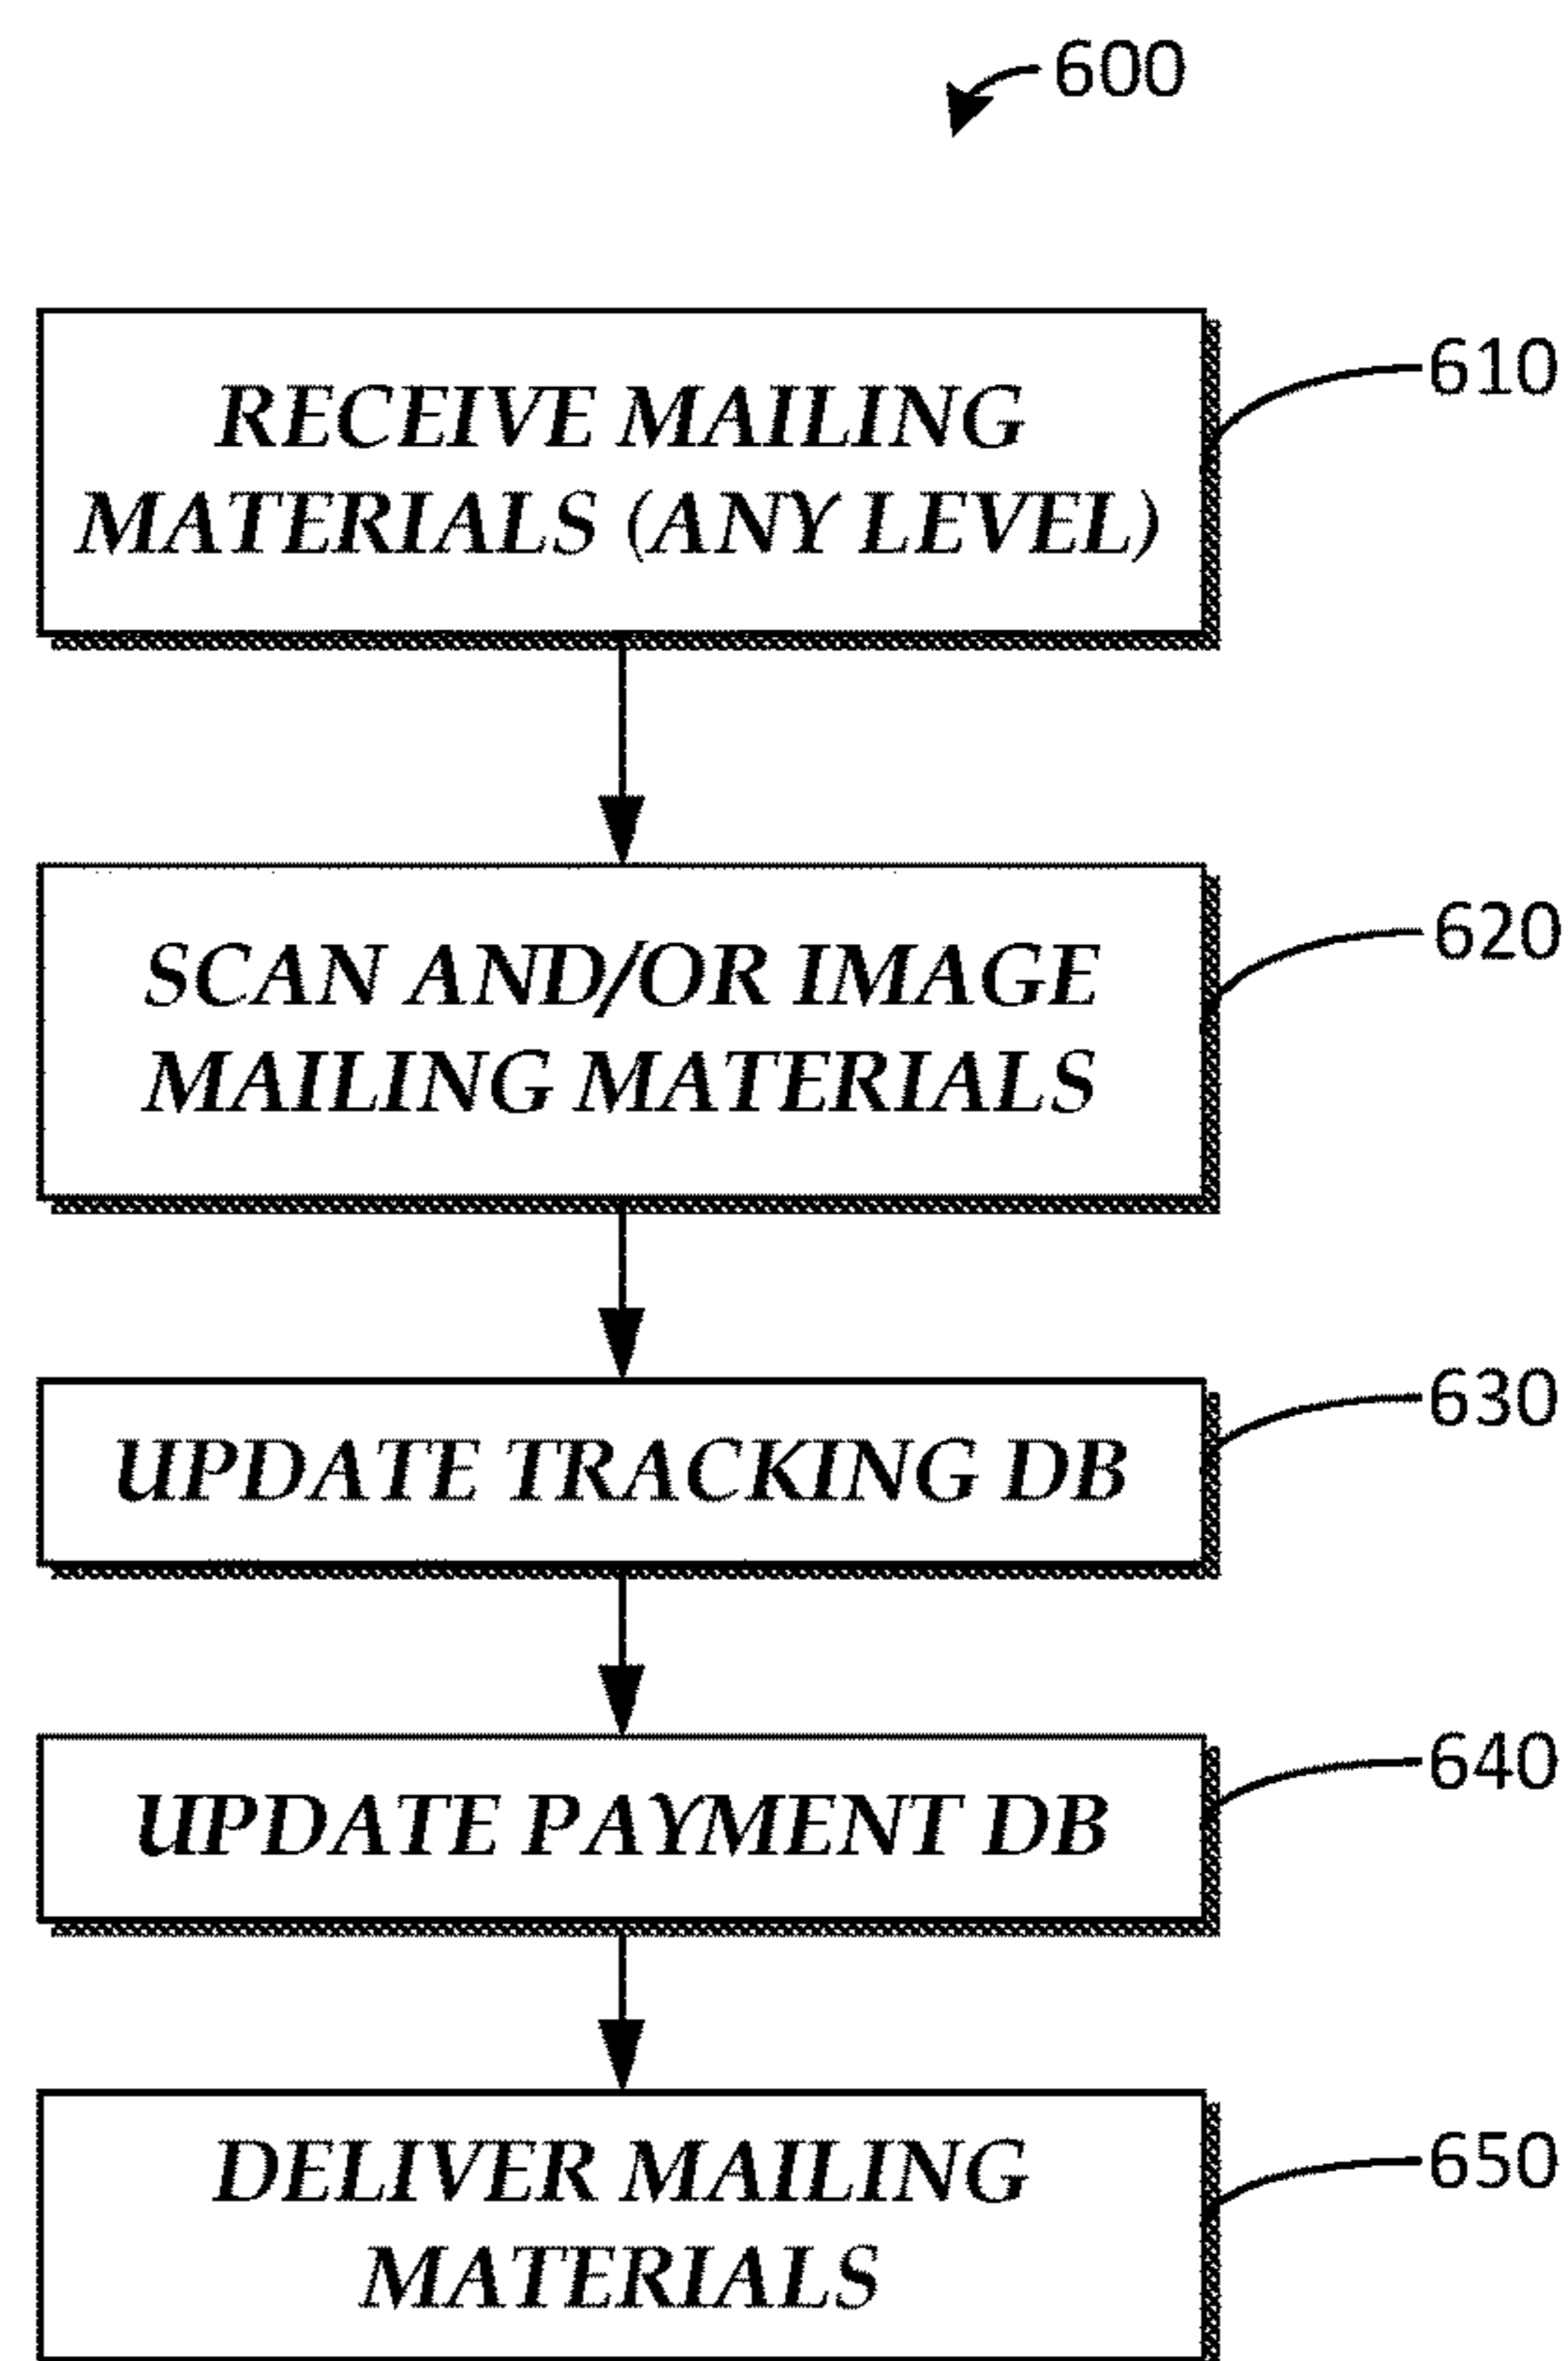 600
RECEIVE MAILING
MATERIALS (ANY LEVEL)
610
SCAN AND/OR IMAGE
MAILING MATERIALS
620
UPDATE TRACKING DB
630
UPDATE PAYMENT DB
640
DELIVER MAILING
MATERIALS
650